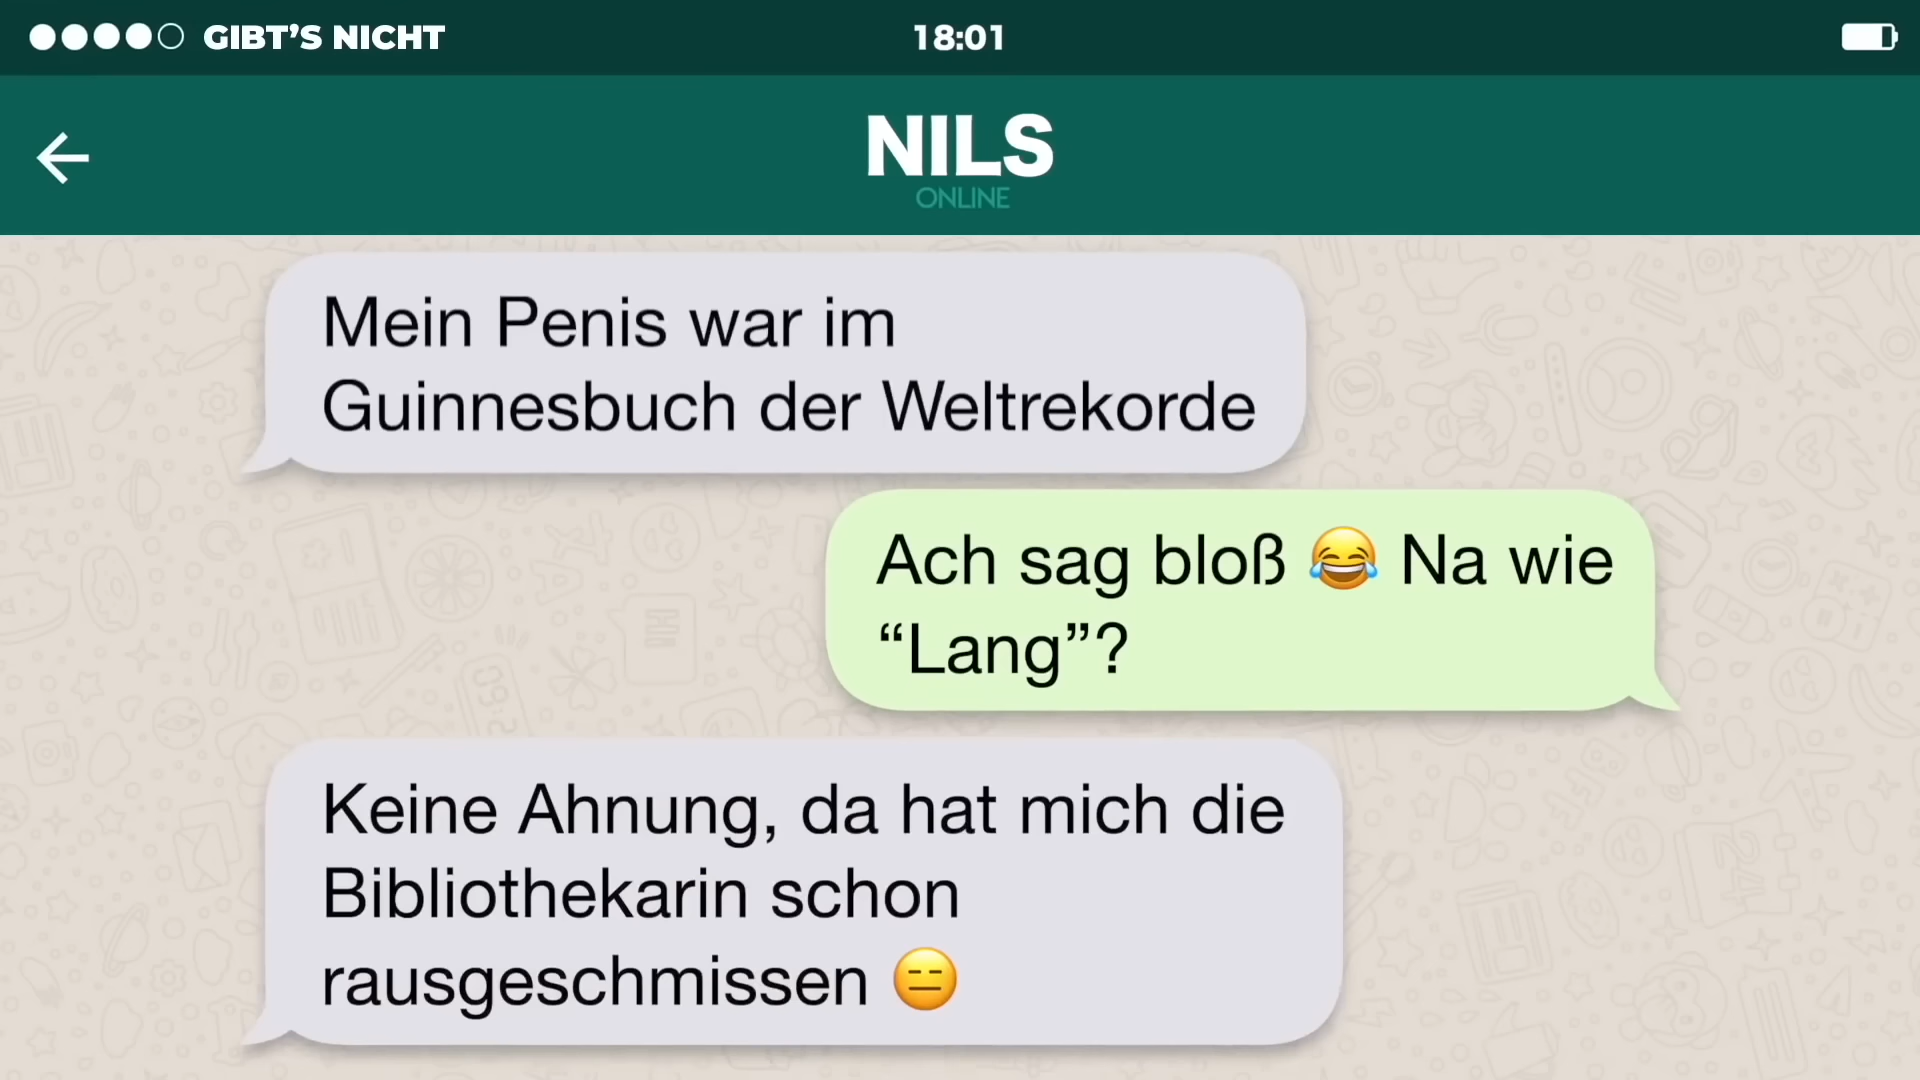 GIBT’S NICHT
18:01
NILS
ONLINE
Mein Penis war im
Guinnesbuch der Weltrekorde
Ach sag bloß 😂 Na wie
“Lang”?
Keine Ahnung, da hat mich die
Bibliothekarin schon
rausgeschmissen 😑